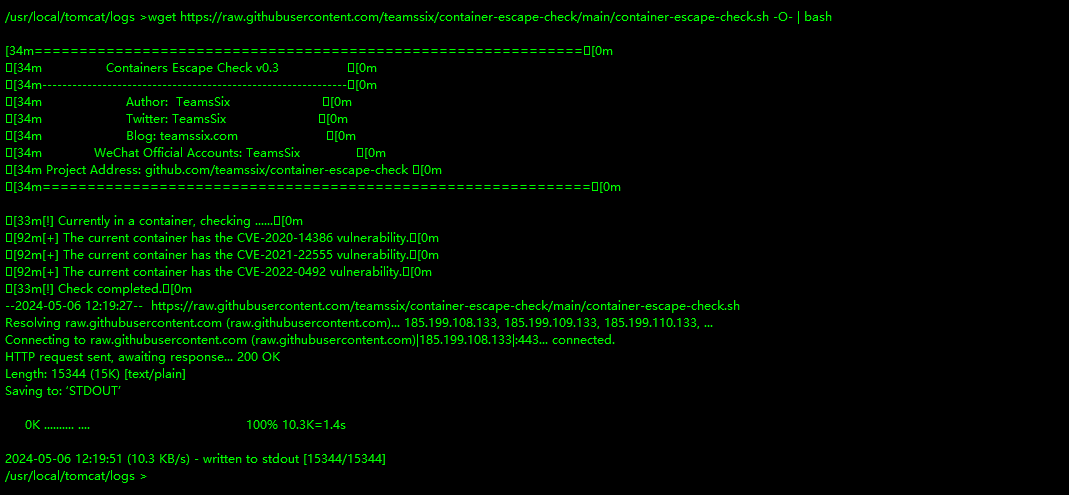 /usr/local/tomcat/logs >wget https://raw.githubusercontent.com/teamssix/container-escape-check/main/container-escape-check.sh -O- | bash
[34m=============================================================□[0m
□[34m Containers Escape Check v0.3 □[0m
□[34m-------------------------------------------------------------□[0m
□[34m Author: TeamsSix □[0m
□[34m Twitter: TeamsSix □[0m
□[34m Blog: teamssix.com □[0m
□[34m WeChat Official Accounts: TeamsSix □[0m
□[34m Project Address: github.com/teamssix/container-escape-check □[0m
□[34m=============================================================□[0m
□[33m[!] Currently in a container, checking ......□[0m
□[92m[+] The current container has the CVE-2020-14386 vulnerability.□[0m
□[92m[+] The current container has the CVE-2021-22555 vulnerability.□[0m
□[92m[+] The current container has the CVE-2022-0492 vulnerability.□[0m
□[33m[!] Check completed.□[0m
--2024-05-06 12:19:27-- https://raw.githubusercontent.com/teamssix/container-escape-check/main/container-escape-check.sh
Resolving raw.githubusercontent.com (raw.githubusercontent.com)... 185.199.108.133, 185.199.109.133, 185.199.110.133, ...
Connecting to raw.githubusercontent.com (raw.githubusercontent.com)|185.199.108.133|:443... connected.
HTTP request sent, awaiting response... 200 OK
Length: 15344 (15K) [text/plain]
Saving to: ‘STDOUT’
0K .......... .... 100% 10.3K=1.4s
2024-05-06 12:19:51 (10.3 KB/s) - written to stdout [15344/15344]
/usr/local/tomcat/logs >